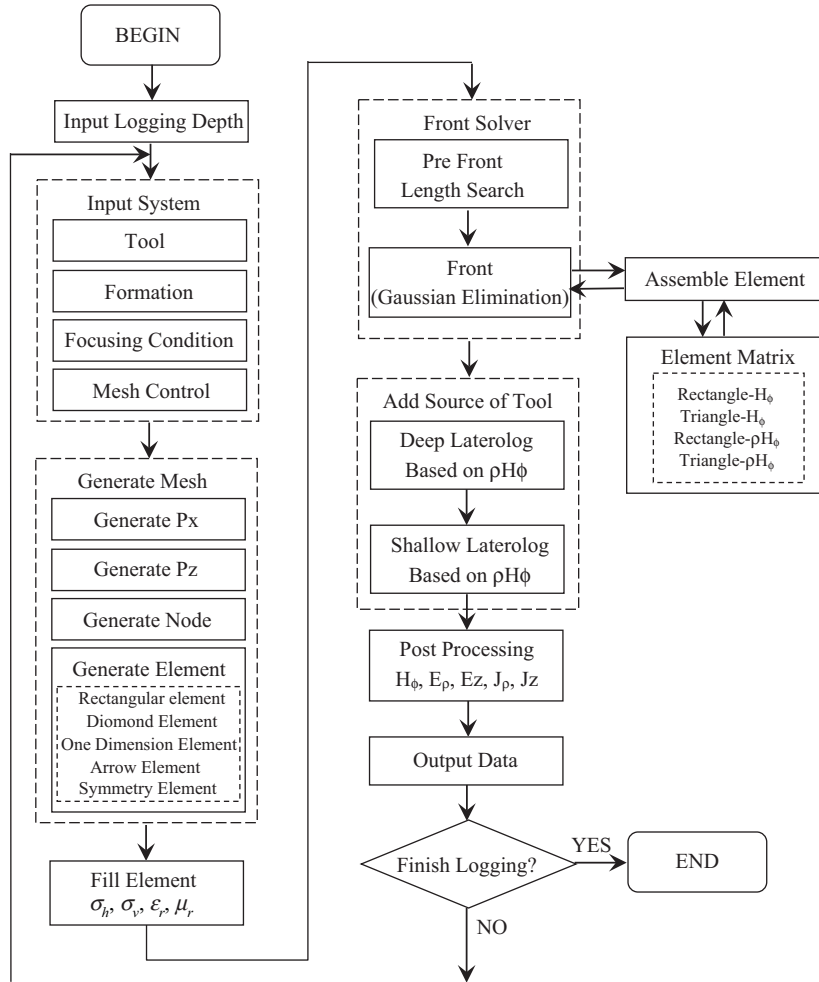 BEGIN
Input Logging Depth
Input System
Tool
Formation
Focusing Condition
Mesh Control
Generate Mesh
Generate Px
Generate Pz
Generate Node
Generate Element
Rectangular element
Diomond Element
One Dimension Element
Arrow Element
Symmetry Element
Fill Element
σh, σv, εr, μr
Front Solver
Pre Front
Length Search
Front
(Gaussian Elimination)
Assemble Element
Element Matrix
Rectangle-Hϕ
Triangle-Hϕ
Rectangle-ρHϕ
Triangle-ρHϕ
Add Source of Tool
Deep Laterolog
Based on ρHϕ
Shallow Laterolog
Based on ρHϕ
Post Processing
Hϕ, Eρ, Ez, Jρ, Jz
Output Data
Finish Logging?
YES
END
NO